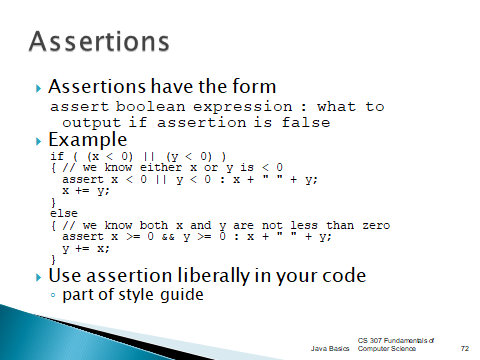 Assertions
Assertions have the form
assert boolean expression : what to
output if assertion is false
Example
if ( (x < 0) || (y < 0) )
{ // we know either x or y is < 0
assert x < 0 || y < 0 : x + " " + y;
x += y;
}
else
{ // we know both x and y are not less than zero
assert x >= 0 && y >= 0 : x + " " + y;
y += x;
}
Use assertion liberally in your code
part of style guide
Java Basics
CS 307 Fundamentals of
Computer Science
72